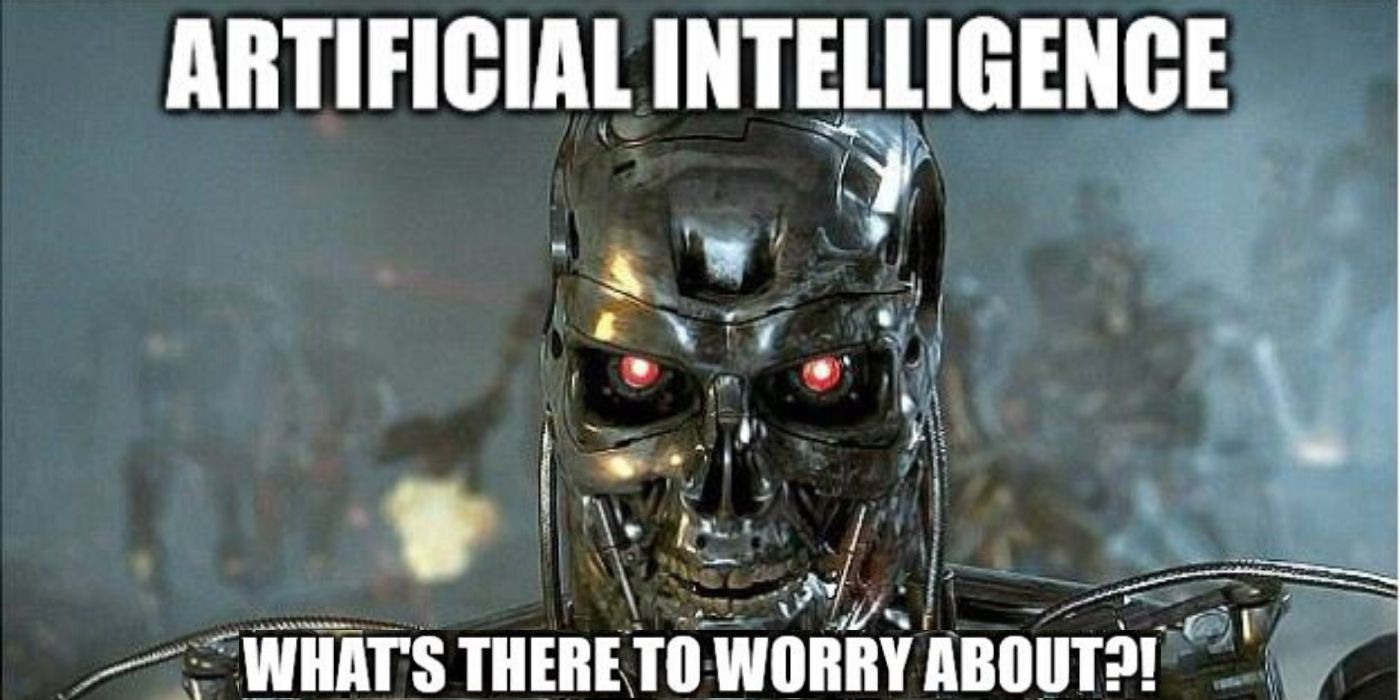 ARTIFICIAL INTELLIGENCE
WHAT'S THERE TO WORRY ABOUT?!